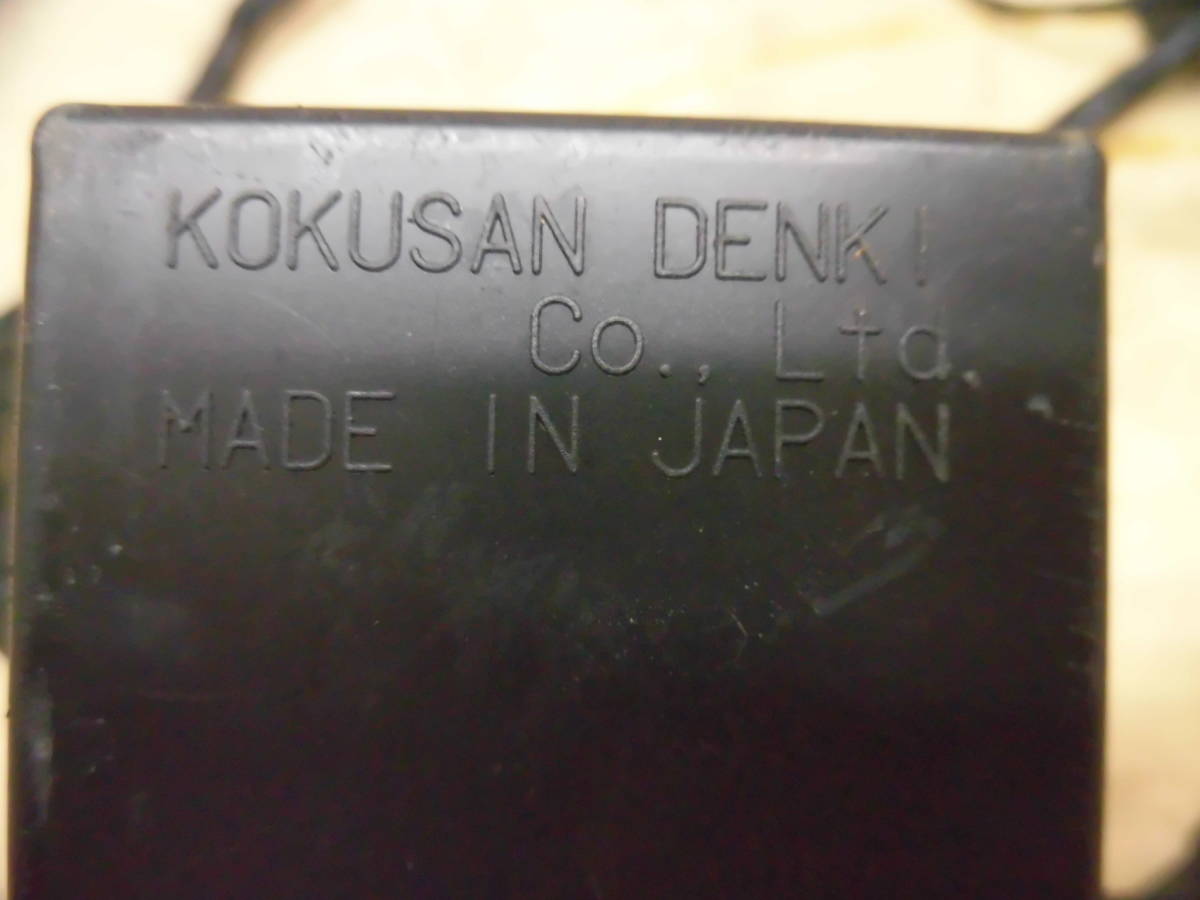 KOKUSAN DENKI
Co., Ltd.
MADE IN JAPAN